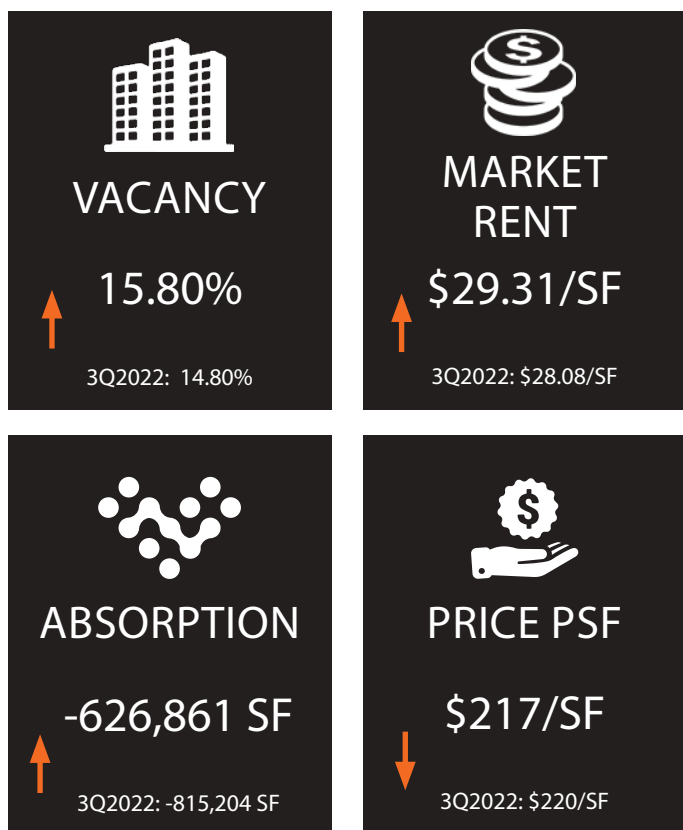 VACANCY
15.80%
3Q2022: 14.80%
$
MARKET
RENT
$29.31/SF
3Q2022: $28.08/SF
ABSORPTION
-626,861 SF
3Q2022: -815,204 SF
$
PRICE PSF
$217/SF
3Q2022: $220/SF